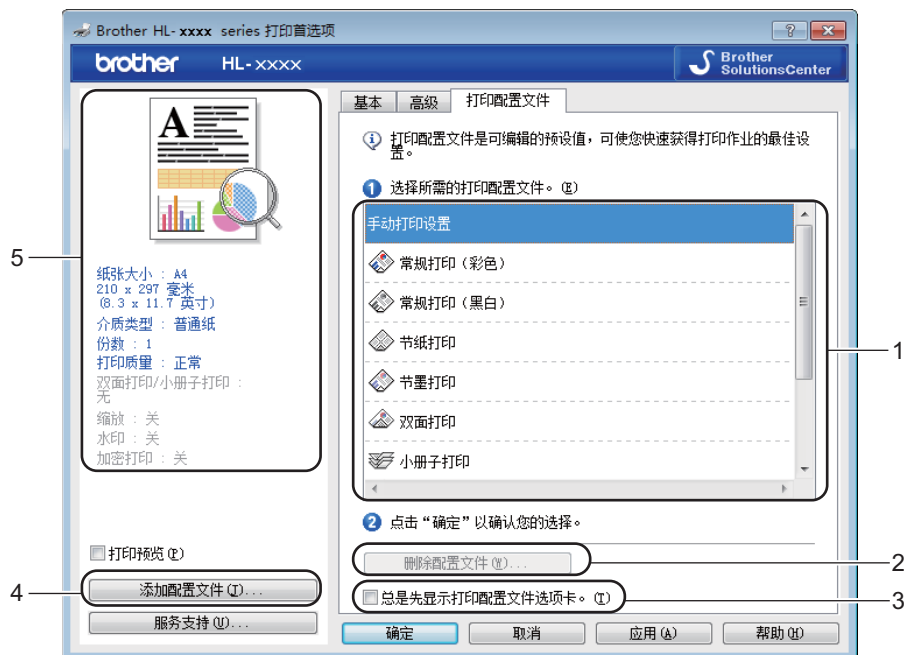 Brother HL- xxxx series 打印首选项
brother HL-xxxx
Brother
SolutionsCenter
5
A
纸张大小 : A4
210 x 297 毫米
(8.3 x 11.7 英寸)
介质类型 : 普通纸
份数 : 1
打印质量 : 正常
双面打印/小册子打印 :
无
缩放 : 关
水印 : 关
加密打印 : 关
打印预览(P)
4
添加配置文件(J)...
服务支持(U)...
基本 高级 打印配置文件
打印配置文件是可编辑的预设值，可使您快速获得打印作业的最佳设
置。
1 选择所需的打印配置文件。(E)
手动打印设置
常规打印（彩色）
常规打印（黑白）
节纸打印
节墨打印
双面打印
小册子打印
1
2 点击“确定”以确认您的选择。
删除配置文件(W)...
2
总是先显示打印配置文件选项卡。(I)
3
确定 取消 应用(A) 帮助(H)